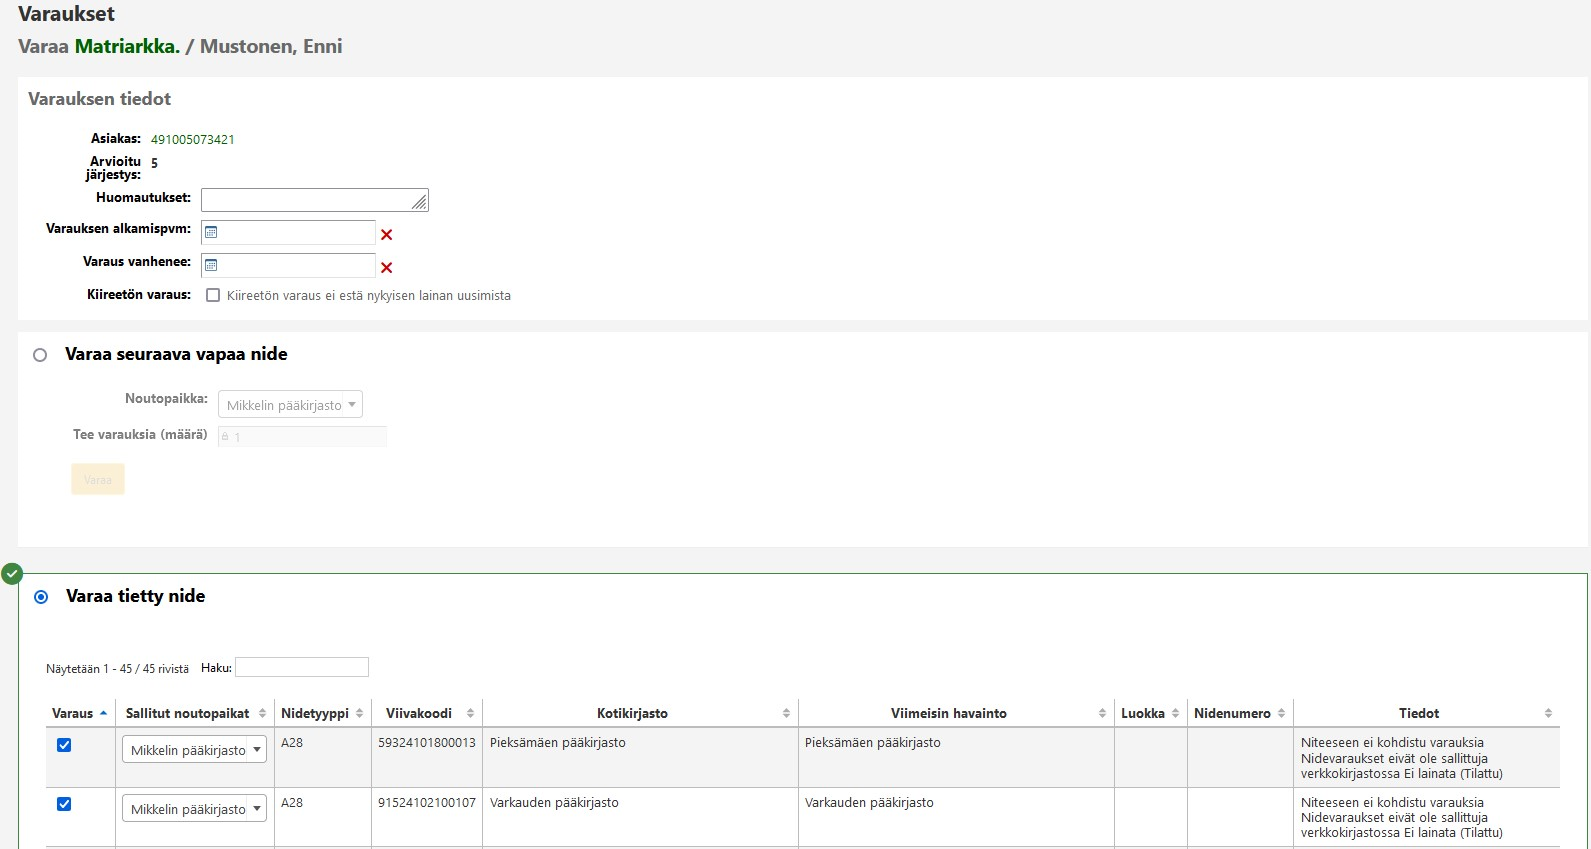 Varaukset
Varaa Matriarkka. / Mustonen, Enni
Varauksen tiedot
Asiakas: 491005073421
Arvioitu järjestys: 5
Huomautukset:
Varauksen alkamispvm:
Varaus vanhenee:
Kiireetön varaus: Kiireetön varaus ei estä nykyisen lainan uusimista
Varaa seuraava vapaa nide
Noutopaikka: Mikkelin pääkirjasto
Tee varauksia (määrä) 1
Varaa
Varaa tietty nide
Näytetään 1 - 45 / 45 rivistä Haku:
Varaus Sallitut noutopaikat Nidetyyppi Viivakoodi Kotikirjasto Viimeisin havainto Luokka Nidenumero Tiedot
Mikkelin pääkirjasto A28 59324101800013 Pieksämäen pääkirjasto Pieksämäen pääkirjasto Niteeseen ei kohdistu varauksia
Nidevaraukset eivät ole sallittuja
verkkokirjastossa Ei lainata (Tilattu)
Mikkelin pääkirjasto A28 91524102100107 Varkauden pääkirjasto Varkauden pääkirjasto Niteeseen ei kohdistu varauksia
Nidevaraukset eivät ole sallittuja
verkkokirjastossa Ei lainata (Tilattu)